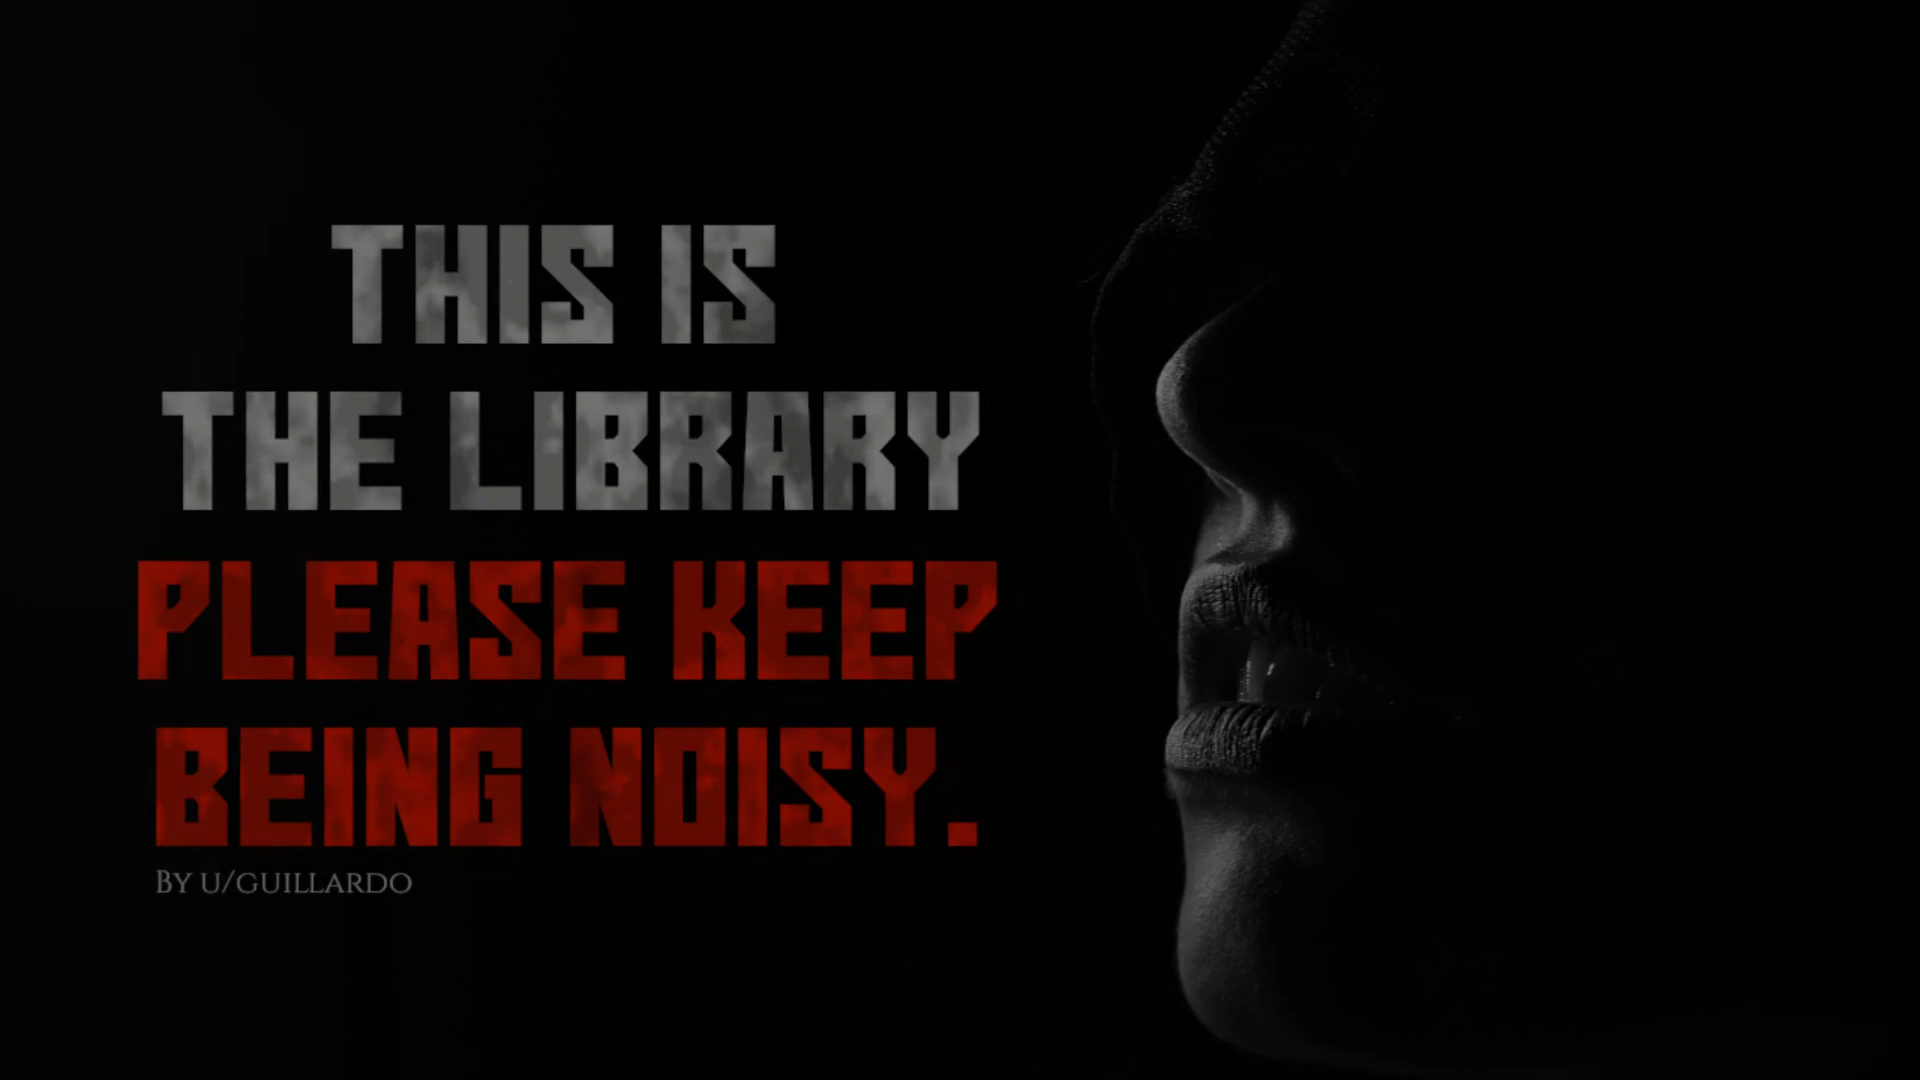 THIS IS
THE LIBRARY
PLEASE KEEP
BEING NOISY.
By u/guillardo